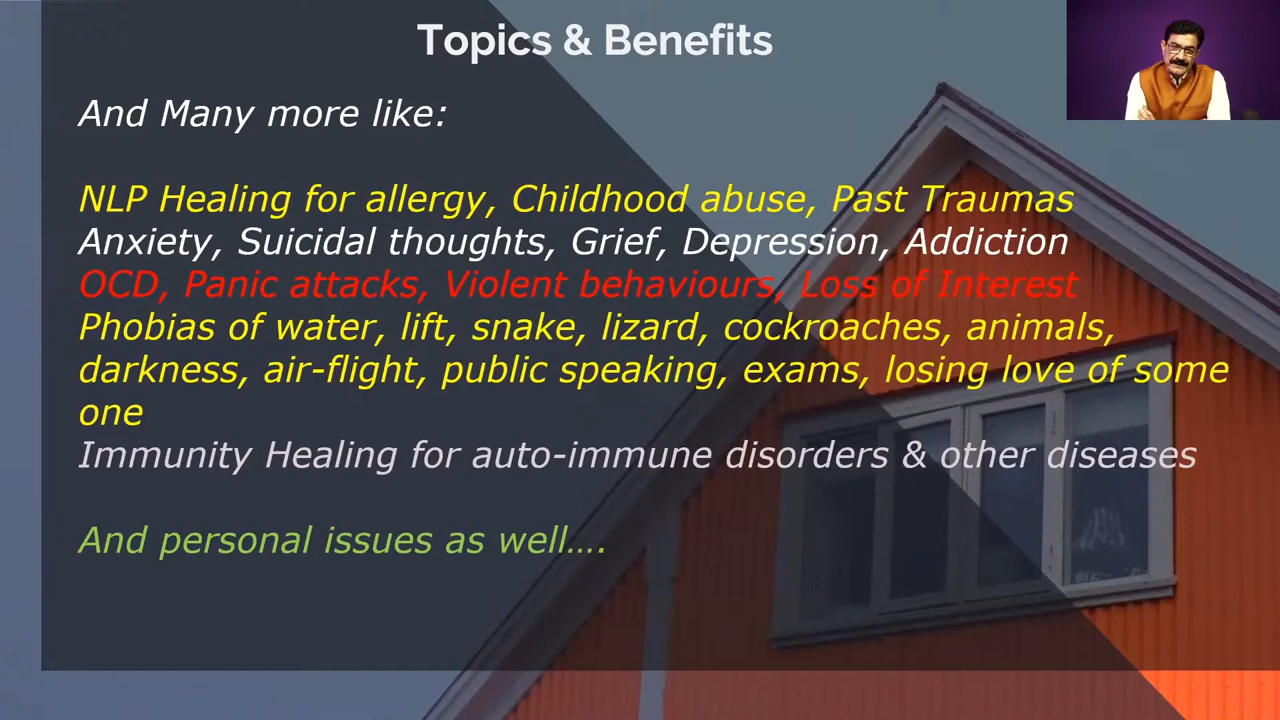 Topics & Benefits
And Many more like:
NLP Healing for allergy, Childhood abuse, Past Traumas
Anxiety, Suicidal thoughts, Grief, Depression, Addiction
OCD, Panic attacks, Violent behaviours, Loss of Interest
Phobias of water, lift, snake, lizard, cockroaches, animals,
darkness, air-flight, public speaking, exams, losing love of some
one
Immunity Healing for auto-immune disorders & other diseases
And personal issues as well….